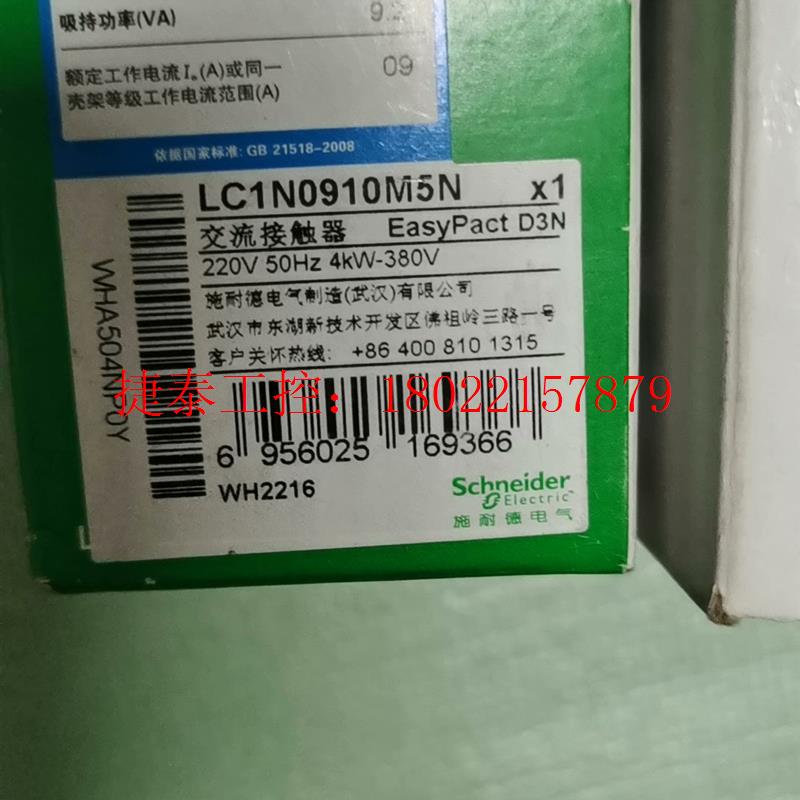 吸持功率(VA) 9.2
额定工作电流Iₑ(A)或同一 09
壳架等级工作电流范围(A)
依据国家标准: GB 21518-2008
LC1N0910M5N x1
交流接触器 EasyPact D3N
220V 50Hz 4kW-380V
施耐德电气制造(武汉)有限公司
武汉市东湖新技术开发区佛祖岭三路一号
客户关怀热线: +86 400 810 1315
WHA504NP0Y
捷泰工控：18022157879
6 956025 169366
WH2216
Schneider
Electric
施耐德电气